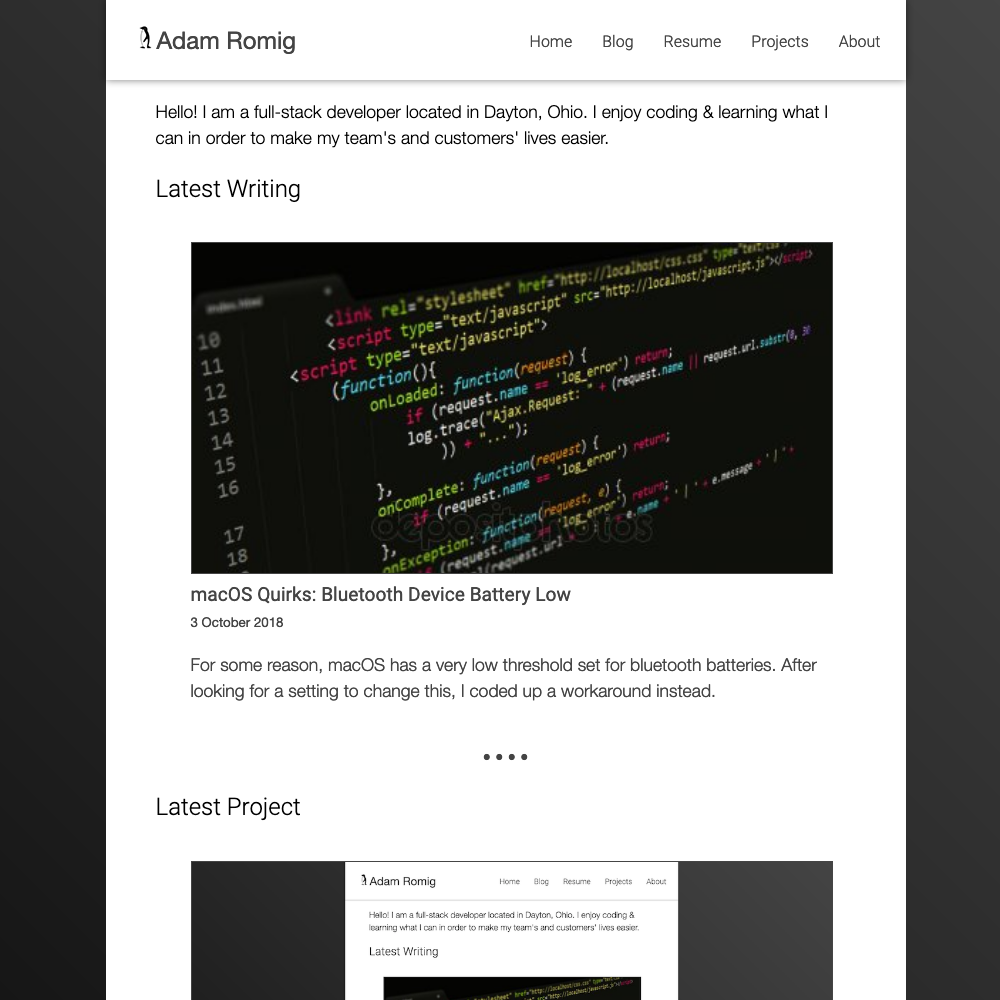 Adam Romig
Home Blog Resume Projects About
Hello! I am a full-stack developer located in Dayton, Ohio. I enjoy coding & learning what I
can in order to make my team's and customers' lives easier.
Latest Writing
index.html ×
<link rel="stylesheet" href="http://localhost/css.css" type="text/css"
10 <script type="text/javascript" src="http://localhost/javascript.js"></script>
11 <script type="text/javascript">
12 (function(){
13 onLoaded: function(request) {
14 if (request.name == 'log_error') return;
15 log.trace("Ajax.Request: " + (request.name || request.url.substr(0, 30
16 )) + "...");
},
onComplete: function(request) {
17 if (request.name == 'log_error') return;
18 },
onException: function(request, e) {
if (request.name == 'log_error') return;
(request.url + e.name + ' | ' + e.message + ' | ' +
depositphotos
macOS Quirks: Bluetooth Device Battery Low
3 October 2018
For some reason, macOS has a very low threshold set for bluetooth batteries. After
looking for a setting to change this, I coded up a workaround instead.
Latest Project
Adam Romig
Home Blog Resume Projects About
Hello! I am a full-stack developer located in Dayton, Ohio. I enjoy coding &
learning what I can in order to make my team's and customers' lives easier.
Latest Writing